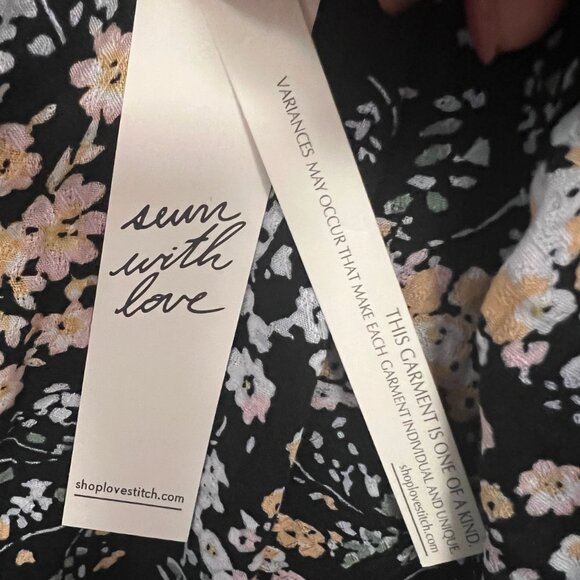 sewn
with
love
shoplovestitch.com
THIS GARMENT IS ONE OF A KIND.
VARIANCES MAY OCCUR THAT MAKE EACH GARMENT INDIVIDUAL AND UNIQUE.
shoplovestitch.com